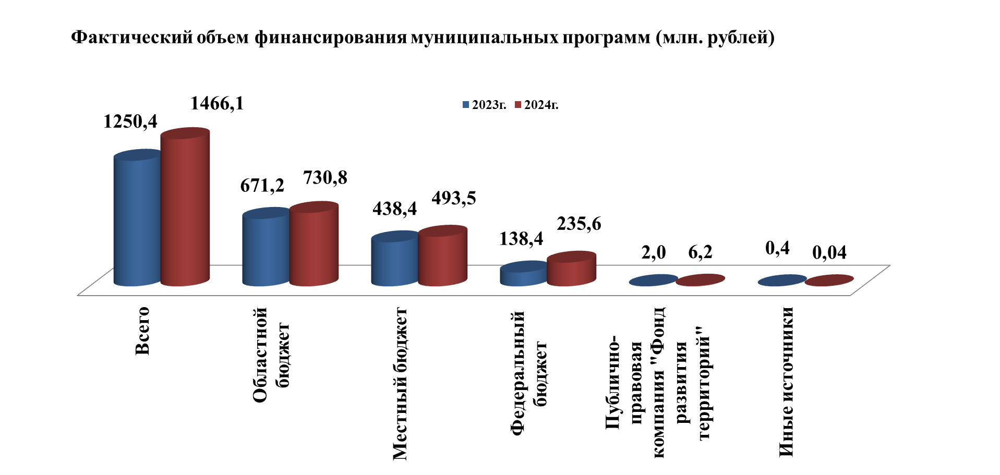 Фактический объем финансирования муниципальных программ (млн. рублей)
2023г.
2024г.
1250,4
1466,1
671,2
730,8
438,4
493,5
138,4
235,6
2,0
6,2
0,4
0,04
Всего
Областной
бюджет
Местный бюджет
Федеральный
бюджет
Публично-
правовая
компания "Фонд
развития
территорий"
Иные источники